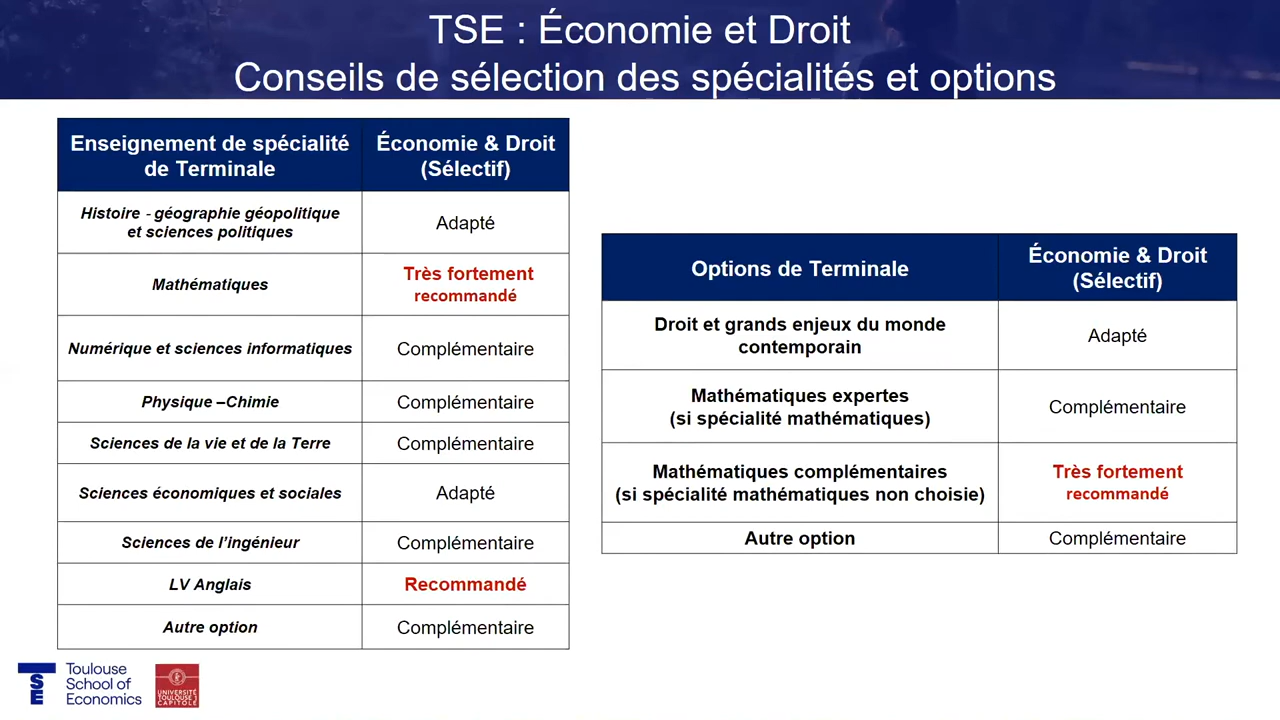 TSE : Économie et Droit
Conseils de sélection des spécialités et options
Enseignement de spécialité
de Terminale
Économie & Droit
(Sélectif)
Histoire - géographie géopolitique
et sciences politiques
Adapté
Mathématiques
Très fortement
recommandé
Numérique et sciences informatiques
Complémentaire
Physique –Chimie
Complémentaire
Sciences de la vie et de la Terre
Complémentaire
Sciences économiques et sociales
Adapté
Sciences de l'ingénieur
Complémentaire
LV Anglais
Recommandé
Autre option
Complémentaire
Options de Terminale
Économie & Droit
(Sélectif)
Droit et grands enjeux du monde
contemporain
Adapté
Mathématiques expertes
(si spécialité mathématiques)
Complémentaire
Mathématiques complémentaires
(si spécialité mathématiques non choisie)
Très fortement
recommandé
Autre option
Complémentaire
TSE
Toulouse
School of
Economics
UNIVERSITÉ
TOULOUSE 1
CAPITOLE